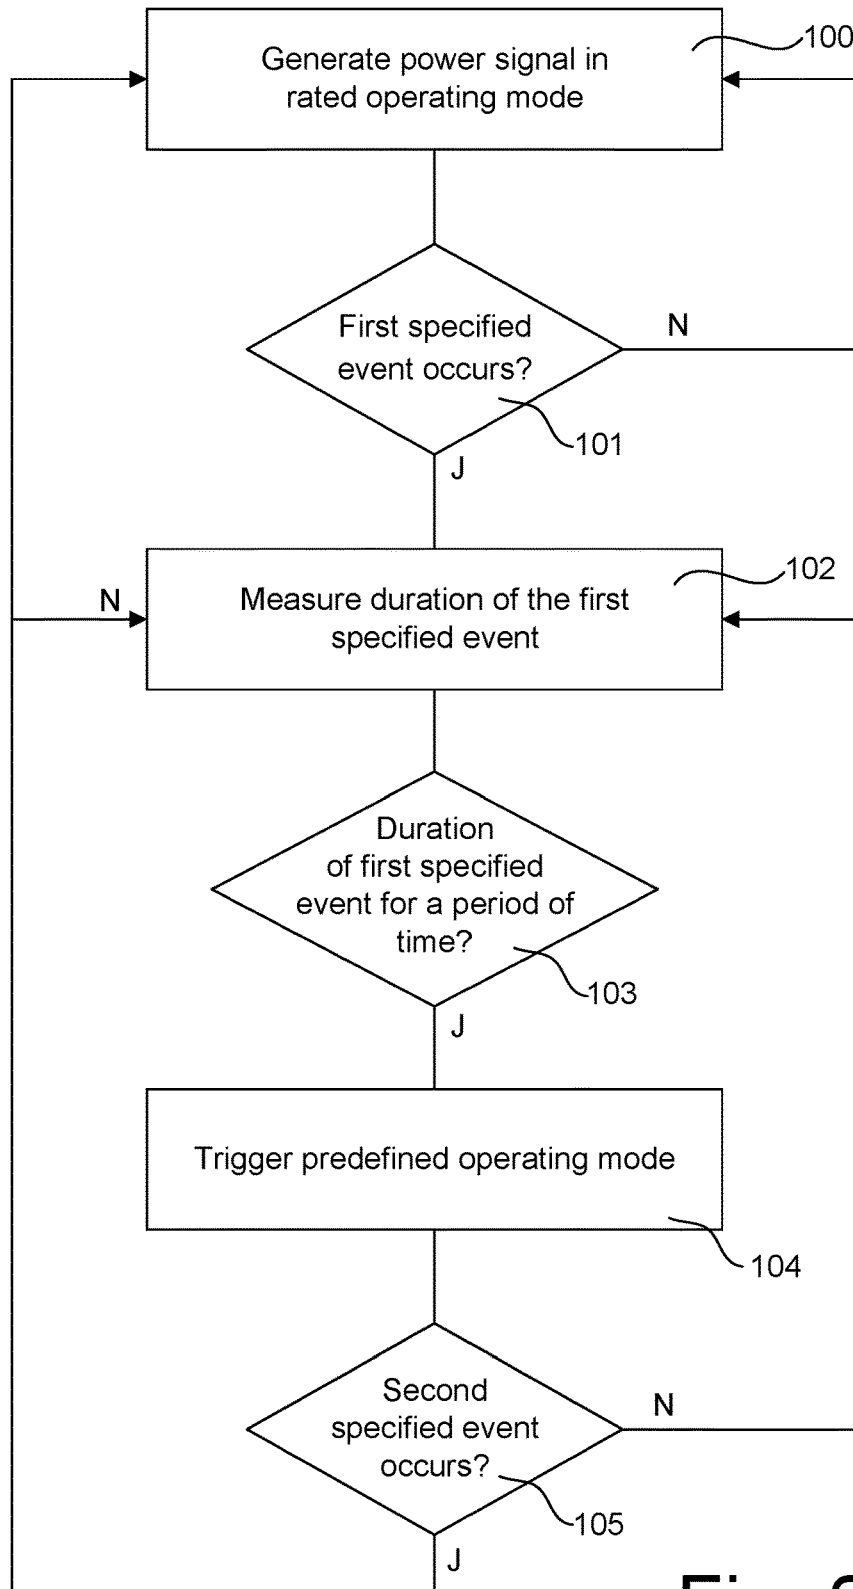 Generate power signal in
rated operating mode
100
First specified
event occurs?
N
101
J
102
N
Measure duration of the first
specified event
Duration
of first specified
event for a period of
time?
103
J
Trigger predefined operating mode
104
Second
specified event
occurs?
N
105
J